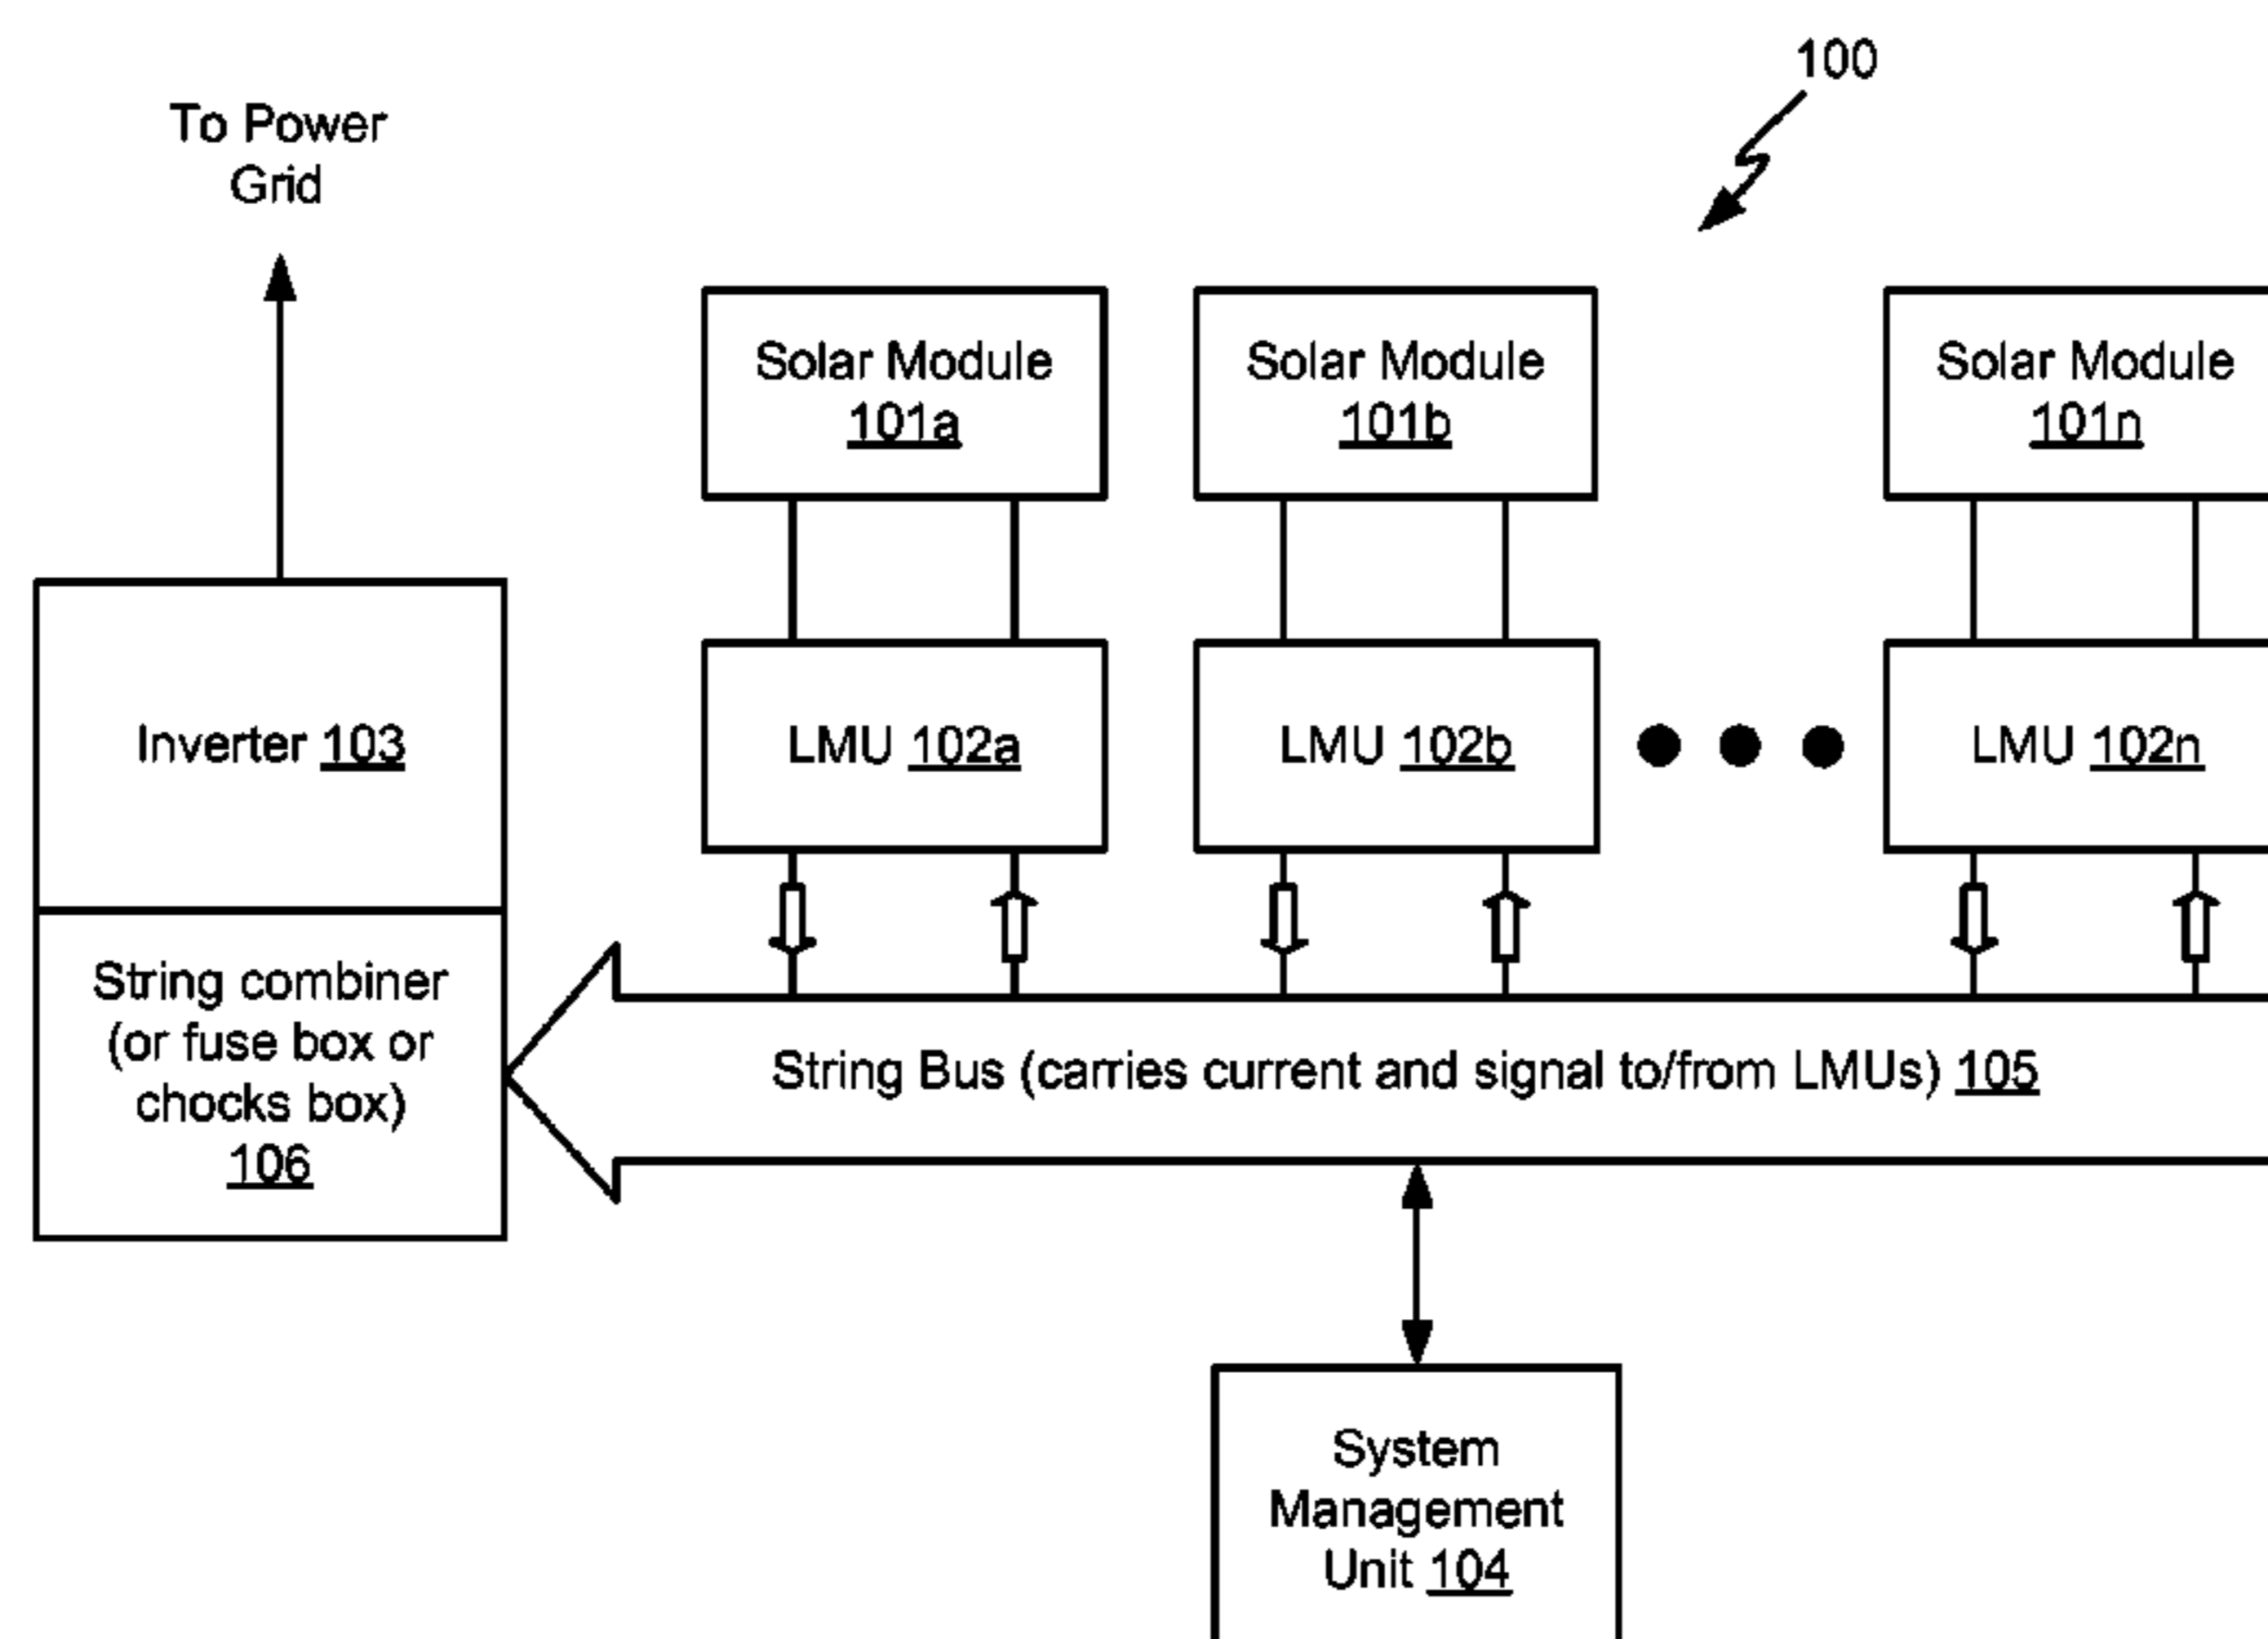 100
To Power
Grid
Solar Module
101a
Solar Module
101b
Solar Module
101n
Inverter 103
LMU 102a
LMU 102b
LMU 102n
String combiner
(or fuse box or
chocks box)
106
String Bus (carries current and signal to/from LMUs) 105
System
Management
Unit 104